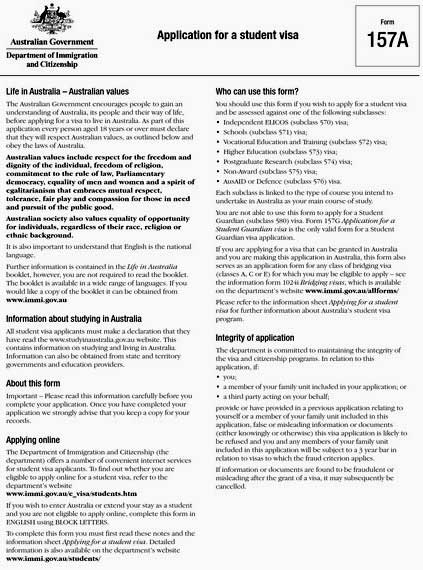 Australian Government
Department of Immigration
and Citizenship
Application for a student visa
Form
157A
Life in Australia – Australian values
The Australian Government encourages people to gain an
understanding of Australia, its people and their way of life,
before applying for a visa to live in Australia. As part of this
application every person aged 18 years or over must declare
that they will respect Australian values, as outlined below and
obey the laws of Australia.
Australian values include respect for the freedom and
dignity of the individual, freedom of religion,
commitment to the rule of law, Parliamentary
democracy, equality of men and women and a spirit of
egalitarianism that embraces mutual respect,
tolerance, fair play and compassion for those in need
and pursuit of the public good.
Australian society also values equality of opportunity
for individuals, regardless of their race, religion or
ethnic background.
It is also important to understand that English is the national
language.
Further information is contained in the Life in Australia
booklet, however, you are not required to read the booklet.
The booklet is available in a wide range of languages. If you
would like a copy of the booklet it can be obtained from
www.immi.gov.au
Information about studying in Australia
All student visa applicants must make a declaration that they
have read the www.studyinaustralia.gov.au website. This
contains information on studying and living in Australia.
Information can also be obtained from state and territory
governments and education providers.
About this form
Important – Please read this information carefully before you
complete your application. Once you have completed your
application we strongly advise that you keep a copy for your
records.
Applying online
The Department of Immigration and Citizenship (the
department) offers a number of convenient internet services
for student visa applicants. To find out whether you are
eligible to apply online for a student visa, refer to the
department's website
www.immi.gov.au/e_visa/students.htm
If you wish to enter Australia or extend your stay as a student
and you are not eligible to apply online, complete this form in
ENGLISH using BLOCK LETTERS.
To complete this form you must first read these notes and the
information sheet Applying for a student visa. Detailed
information is also available on the department's website
www.immi.gov.au/students/
Who can use this form?
You should use this form if you wish to apply for a student visa
and be assessed against one of the following subclasses:
• Independent ELICOS (subclass 570) visa;
• Schools (subclass 571) visa;
• Vocational Education and Training (subclass 572) visa;
• Higher Education (subclass 573) visa;
• Postgraduate Research (subclass 574) visa;
• Non-Award (subclass 575) visa;
• AusAID or Defence (subclass 576) visa.
Each subclass is linked to the type of course you intend to
undertake in Australia as your main course of study.
You are not able to use this form to apply for a Student
Guardian (subclass 580) visa. Form 157G Application for a
Student Guardian visa is the only valid form for a Student
Guardian visa application.
If you are applying for a visa that can be granted in Australia
and you are making this application in Australia, this form also
serves as an application form for any class of bridging visa
(classes A, C or E) for which you may be eligible to apply – see
the information form 1024i Bridging visas, which is available
on the department's website www.immi.gov.au/allforms/
Please refer to the information sheet Applying for a student
visa for further information about Australia's student visa
program.
Integrity of application
The department is committed to maintaining the integrity of
the visa and citizenship programs. In relation to this
application, if:
• you;
• a member of your family unit included in your application; or
• a third party acting on your behalf;
provide or have provided in a previous application relating to
yourself or a member of your family unit included in this
application, false or misleading information or documents
(either knowingly or otherwise) this visa application is likely to
be refused and you and any members of your family unit
included in this application will be subject to a 3 year bar in
relation to visas to which the fraud criterion applies.
If information or documents are found to be fraudulent or
misleading after the grant of a visa, it may subsequently be
cancelled.